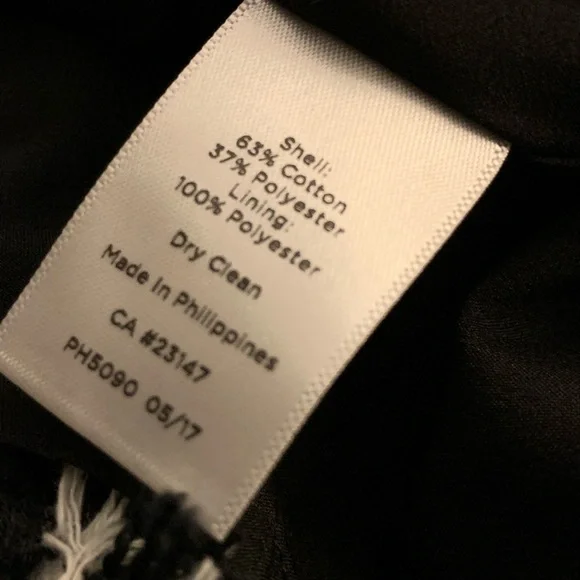 Shell:
63% Cotton
37% Polyester
Lining:
100% Polyester
Dry Clean
Made in Philippines
CA #23147
PH5090 05/17